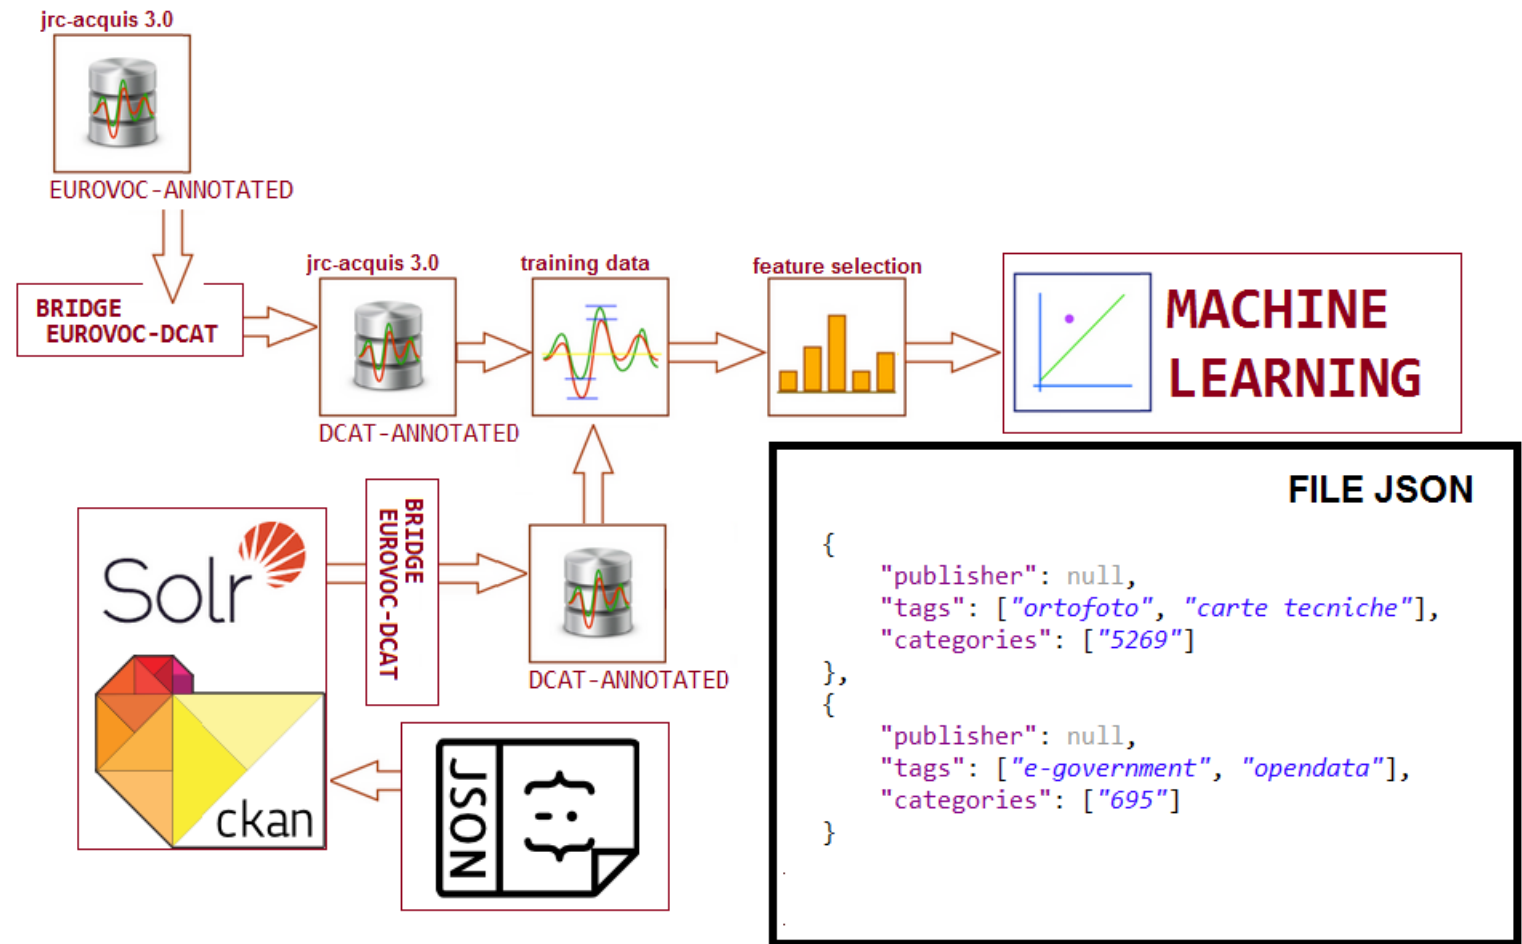 jrc-acquis 3.0
EUROVOC-ANNOTATED
BRIDGE
EUROVOC-DCAT
jrc-acquis 3.0
DCAT-ANNOTATED
training data
feature selection
MACHINE
LEARNING
Solr
ckan
BRIDGE
EUROVOC-DCAT
DCAT-ANNOTATED
JSON
FILE JSON
{
"publisher": null,
"tags": ["ortofoto", "carte tecniche"],
"categories": ["5269"]
},
{
"publisher": null,
"tags": ["e-government", "opendata"],
"categories": ["695"]
}